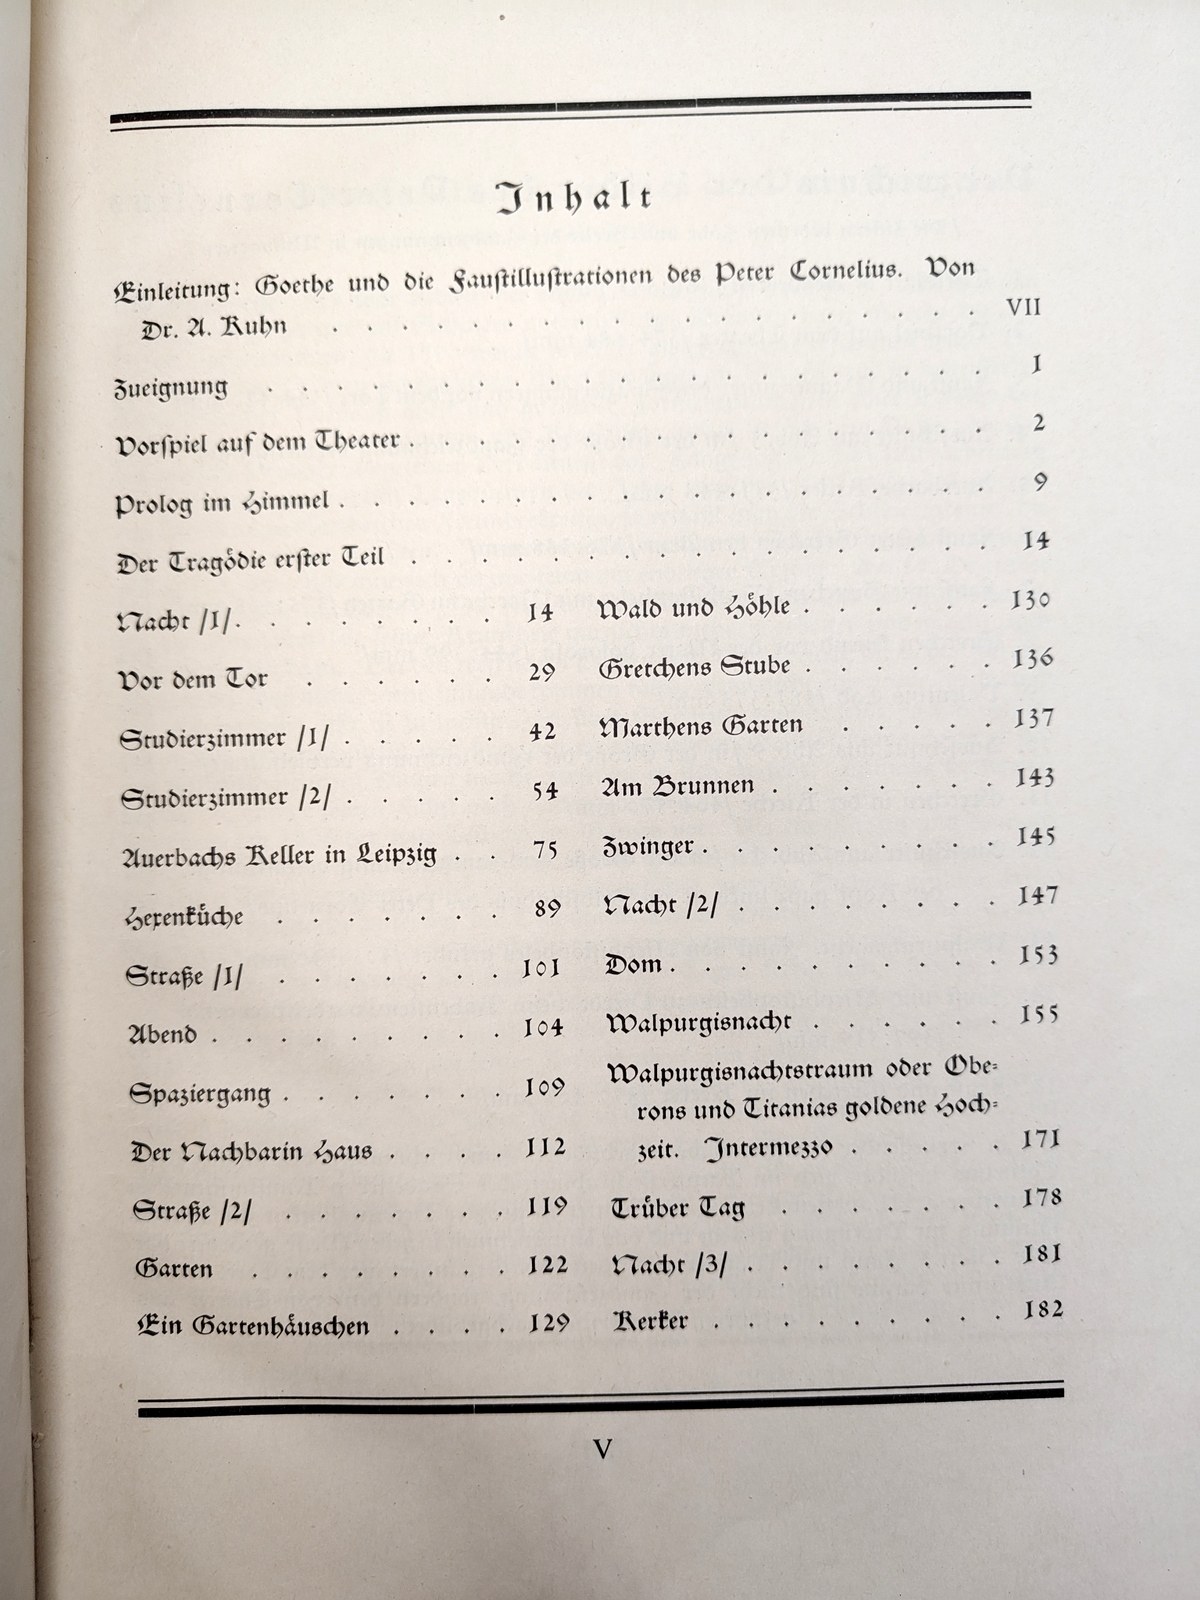 Inhalt
Einleitung: Goethe und die Faustillustrationen des Peter Cornelius. Von
Dr. A. Kuhn . . . . . . . . . . . . . . . . . VII
Zueignung . . . . . . . . . . . . . . . . . . . 1
Vorspiel auf dem Theater . . . . . . . . . . . . . . . 2
Prolog im Himmel . . . . . . . . . . . . . . . . . 9
Der Tragödie erster Teil . . . . . . . . . . . . . . . 14
Nacht /1/ . . . . . . . . 14
Vor dem Tor . . . . . . 29
Studierzimmer /1/ . . . . . 42
Studierzimmer /2/ . . . . . 54
Auerbachs Keller in Leipzig . . 75
Hexenküche . . . . . . . 89
Straße /1/ . . . . . . . 101
Abend . . . . . . . . . 104
Spaziergang . . . . . . . 109
Der Nachbarin Haus . . . . 112
Straße /2/ . . . . . . . 119
Garten . . . . . . . . 122
Ein Gartenhäuschen . . . . 129
Wald und Höhle . . . . . . 130
Gretchens Stube . . . . . . 136
Marthens Garten . . . . . 137
Am Brunnen . . . . . . . 143
Zwinger . . . . . . . . . 145
Nacht /2/ . . . . . . . . 147
Dom . . . . . . . . . . 153
Walpurgisnacht . . . . . . 155
Walpurgisnachtstraum oder Obe-
rons und Titanias goldene Hoch-
zeit. Intermezzo . . . . . 171
Trüber Tag . . . . . . . 178
Nacht /3/ . . . . . . . . 181
Kerker . . . . . . . . . 182
V